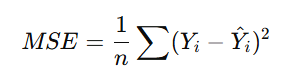 MSE = \frac{1}{n} \sum (Y_i - \hat{Y}_i)^2